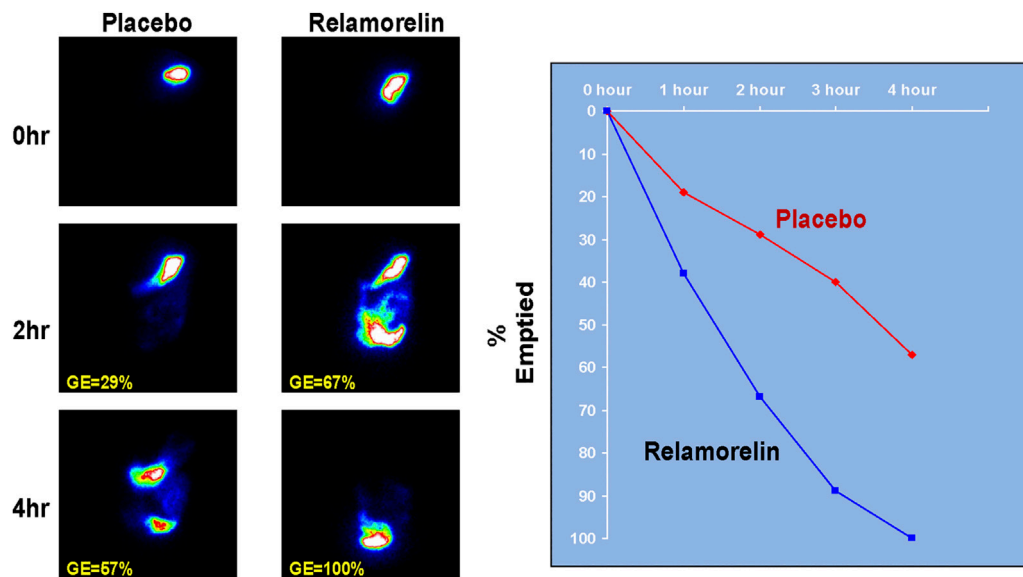 Placebo
Relamorelin
0hr
2hr
GE=29%
GE=67%
4hr
GE=57%
GE=100%
0 hour 1 hour 2 hour 3 hour 4 hour
0
10
20
30
40
50
60
70
80
90
100
% Emptied
Placebo
Relamorelin